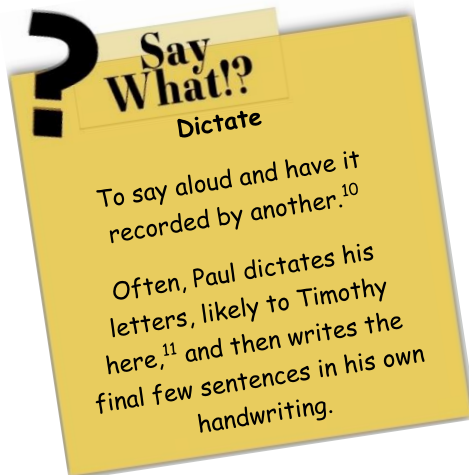 ?
Say
What!?
Dictate
To say aloud and have it
recorded by another.¹⁰
Often, Paul dictates his
letters, likely to Timothy
here,¹¹ and then writes the
final few sentences in his own
handwriting.